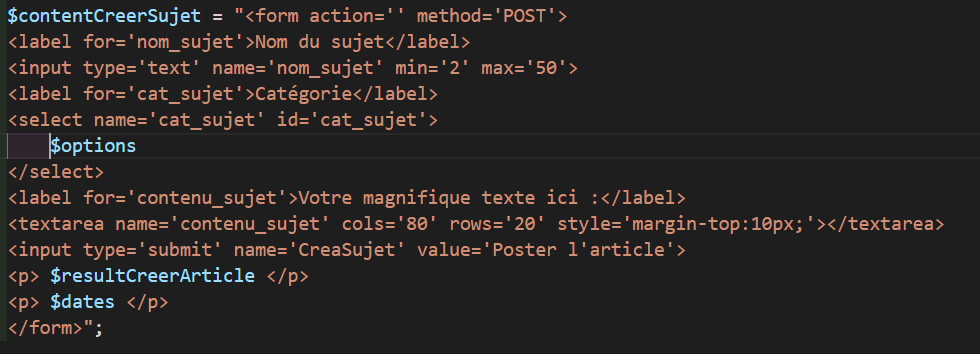 $contentCreerSujet = "<form action='' method='POST'>
<label for='nom_sujet'>Nom du sujet</label>
<input type='text' name='nom_sujet' min='2' max='50'>
<label for='cat_sujet'>Catégorie</label>
<select name='cat_sujet' id='cat_sujet'>
    $options
</select>
<label for='contenu_sujet'>Votre magnifique texte ici :</label>
<textarea name='contenu_sujet' cols='80' rows='20' style='margin-top:10px;'></textarea>
<input type='submit' name='CreaSujet' value='Poster l'article'>
<p> $resultCreerArticle </p>
<p> $dates </p>
</form>";